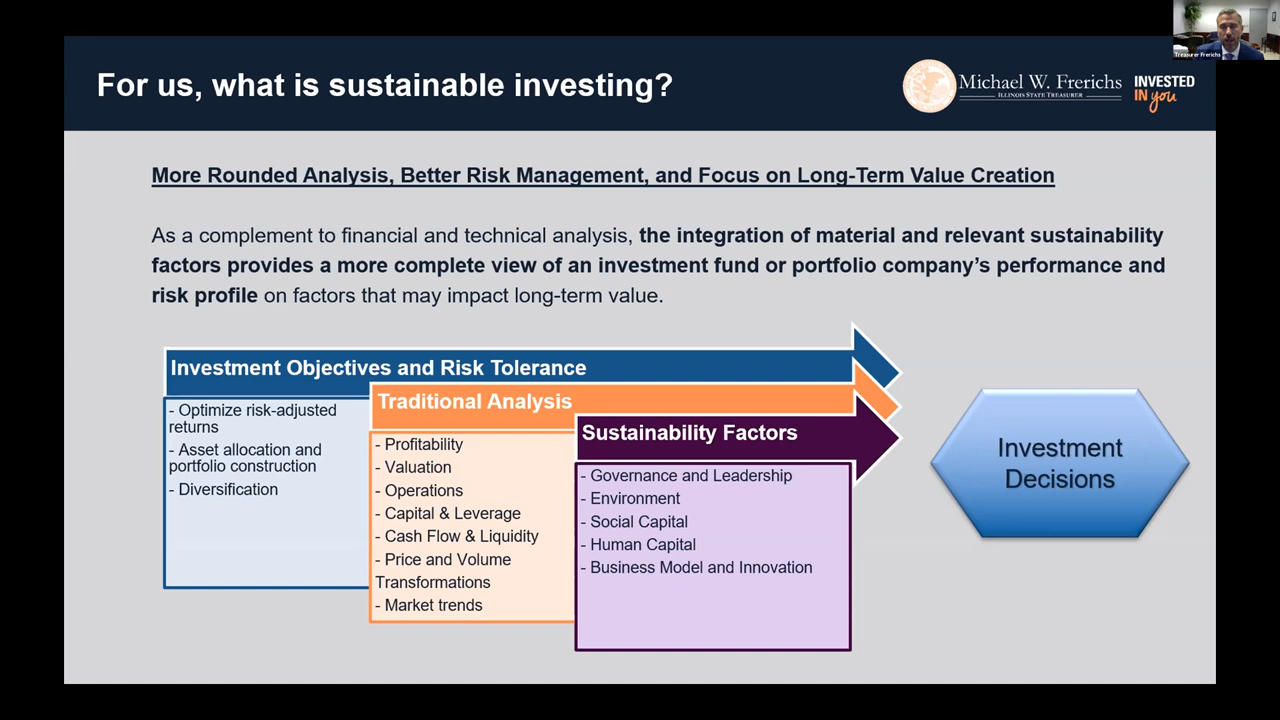 Treasurer Frerichs
For us, what is sustainable investing?
Michael W. Frerichs
ILLINOIS STATE TREASURER
INVESTED
IN you
More Rounded Analysis, Better Risk Management, and Focus on Long-Term Value Creation
As a complement to financial and technical analysis, the integration of material and relevant sustainability
factors provides a more complete view of an investment fund or portfolio company's performance and
risk profile on factors that may impact long-term value.
Investment Objectives and Risk Tolerance
- Optimize risk-adjusted
returns
- Asset allocation and
portfolio construction
- Diversification
Traditional Analysis
- Profitability
- Valuation
- Operations
- Capital & Leverage
- Cash Flow & Liquidity
- Price and Volume
Transformations
- Market trends
Sustainability Factors
- Governance and Leadership
- Environment
- Social Capital
- Human Capital
- Business Model and Innovation
Investment
Decisions